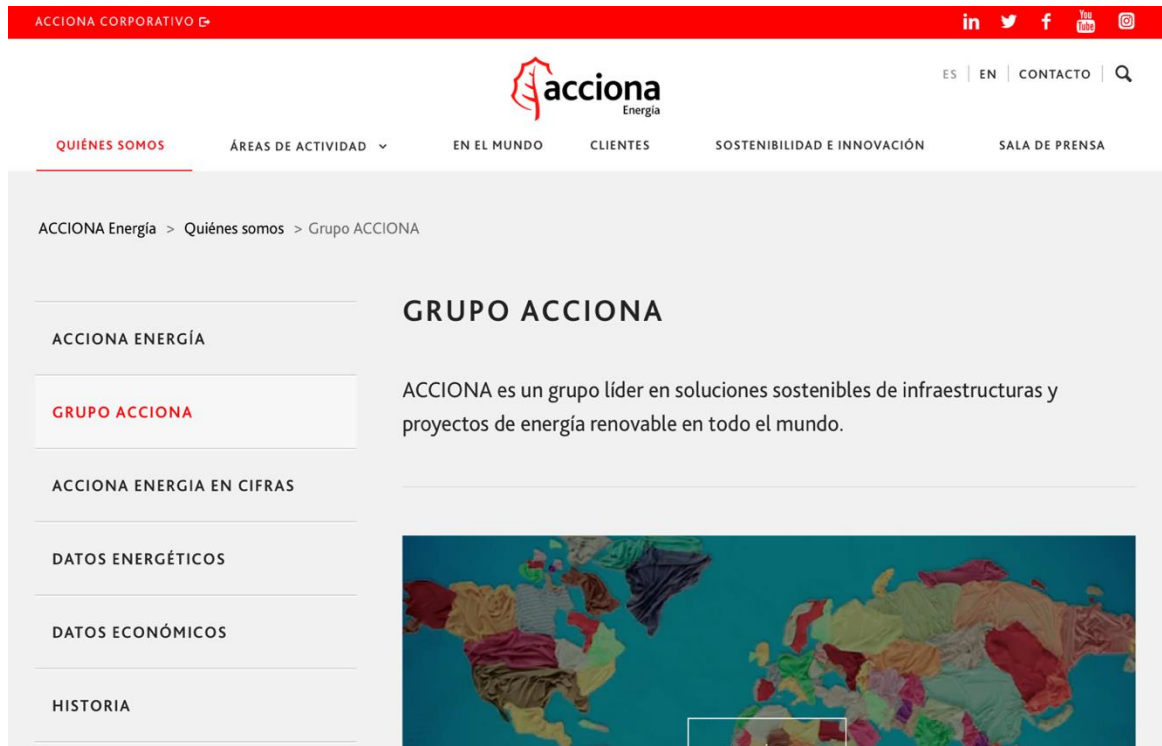 ACCIONA CORPORATIVO
in f You Tube
acciona
Energía
ES | EN | CONTACTO |
QUIÉNES SOMOS ÁREAS DE ACTIVIDAD EN EL MUNDO CLIENTES SOSTENIBILIDAD E INNOVACIÓN SALA DE PRENSA
ACCIONA Energía > Quiénes somos > Grupo ACCIONA
ACCIONA ENERGÍA
GRUPO ACCIONA
ACCIONA ENERGIA EN CIFRAS
DATOS ENERGÉTICOS
DATOS ECONÓMICOS
HISTORIA
GRUPO ACCIONA
ACCIONA es un grupo líder en soluciones sostenibles de infraestructuras y
proyectos de energía renovable en todo el mundo.